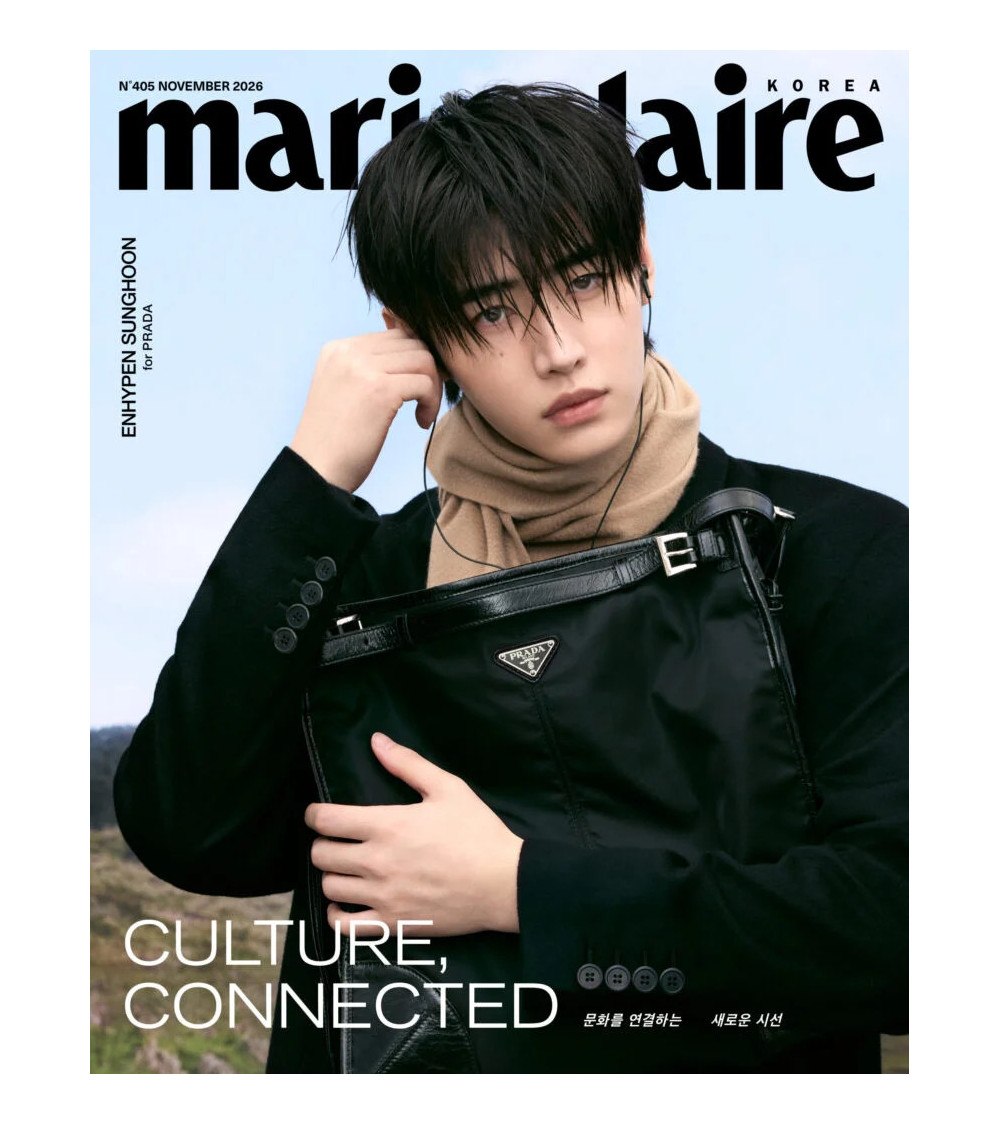 N°405 NOVEMBER 2026
KOREA
mari laire
ENHYPEN SUNGHOON
for PRADA
PRADA
CULTURE,
CONNECTED
문화를 연결하는 새로운 시선